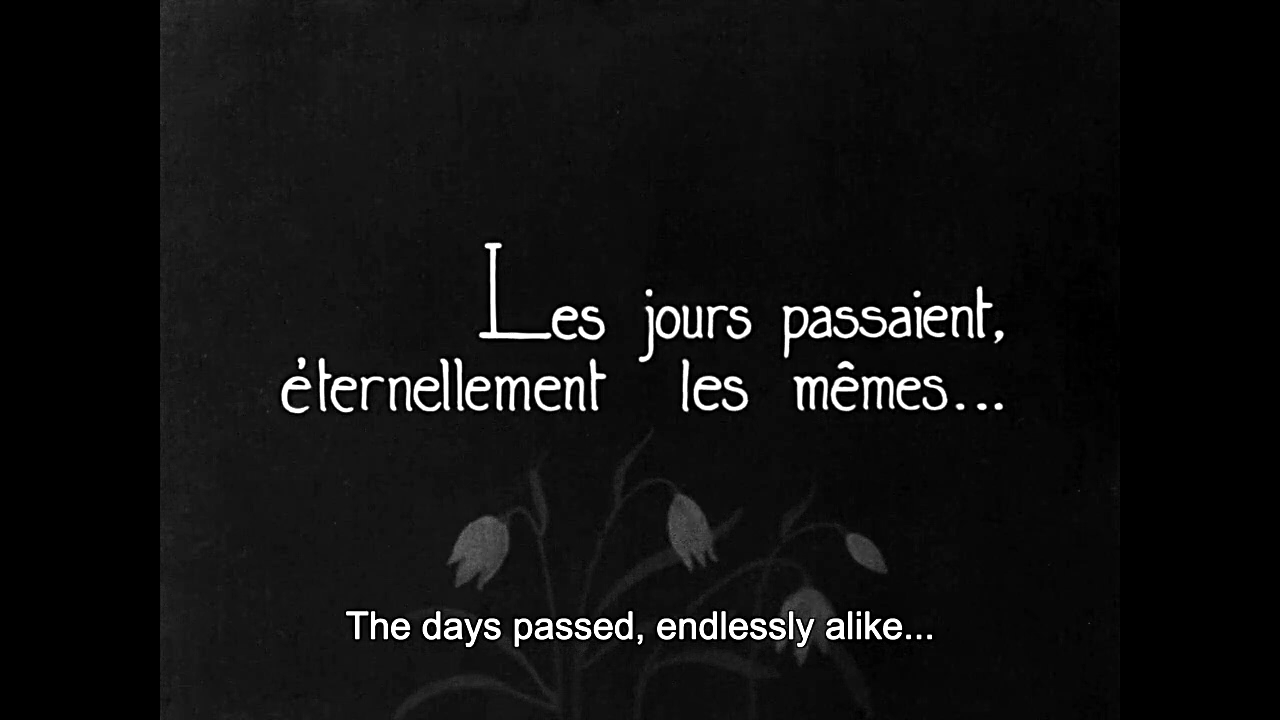 Les jours passaient,
éternellement les mêmes...
The days passed, endlessly alike...